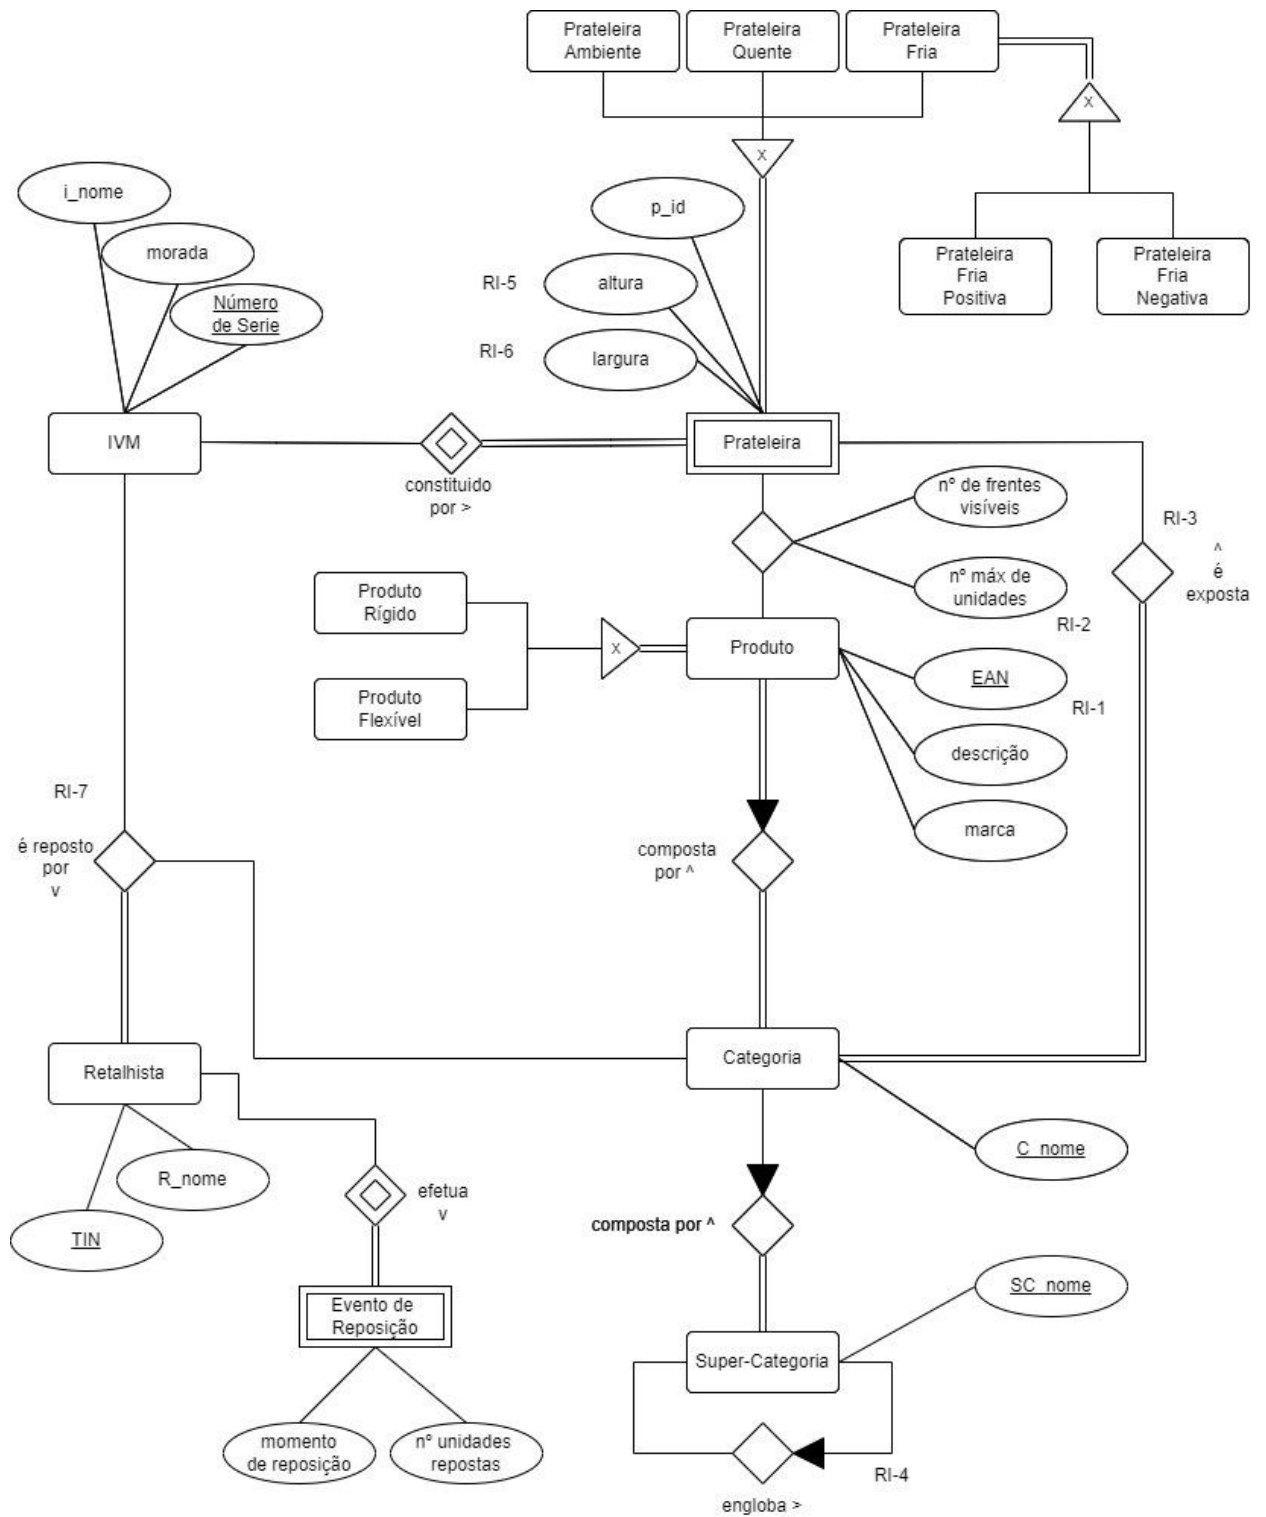 Prateleira
Ambiente
Prateleira
Quente
Prateleira
Fria
X
X
i_nome
morada
Número
de Serie
p_id
RI-5
altura
RI-6
largura
Prateleira
Fria
Positiva
Prateleira
Fria
Negativa
IVM
constituido
por >
Prateleira
nº de frentes
visíveis
nº máx de
unidades
RI-2
RI-3
^
é
exposta
Produto
Rígido
Produto
Flexível
X
Produto
EAN
RI-1
descrição
marca
RI-7
é reposto
por
v
composta
por ^
Retalhista
Categoria
C_nome
R_nome
TIN
efetua
v
composta por ^
Evento de
Reposição
SC_nome
Super-Categoria
momento
de reposição
nº unidades
repostas
RI-4
engloba >